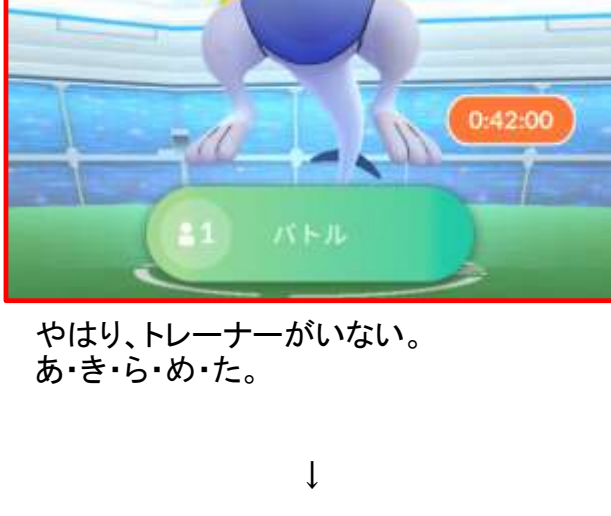 0:42:00
1 バトル
やはり、トレーナーがいない。
あ・き・ら・め・た。
↓